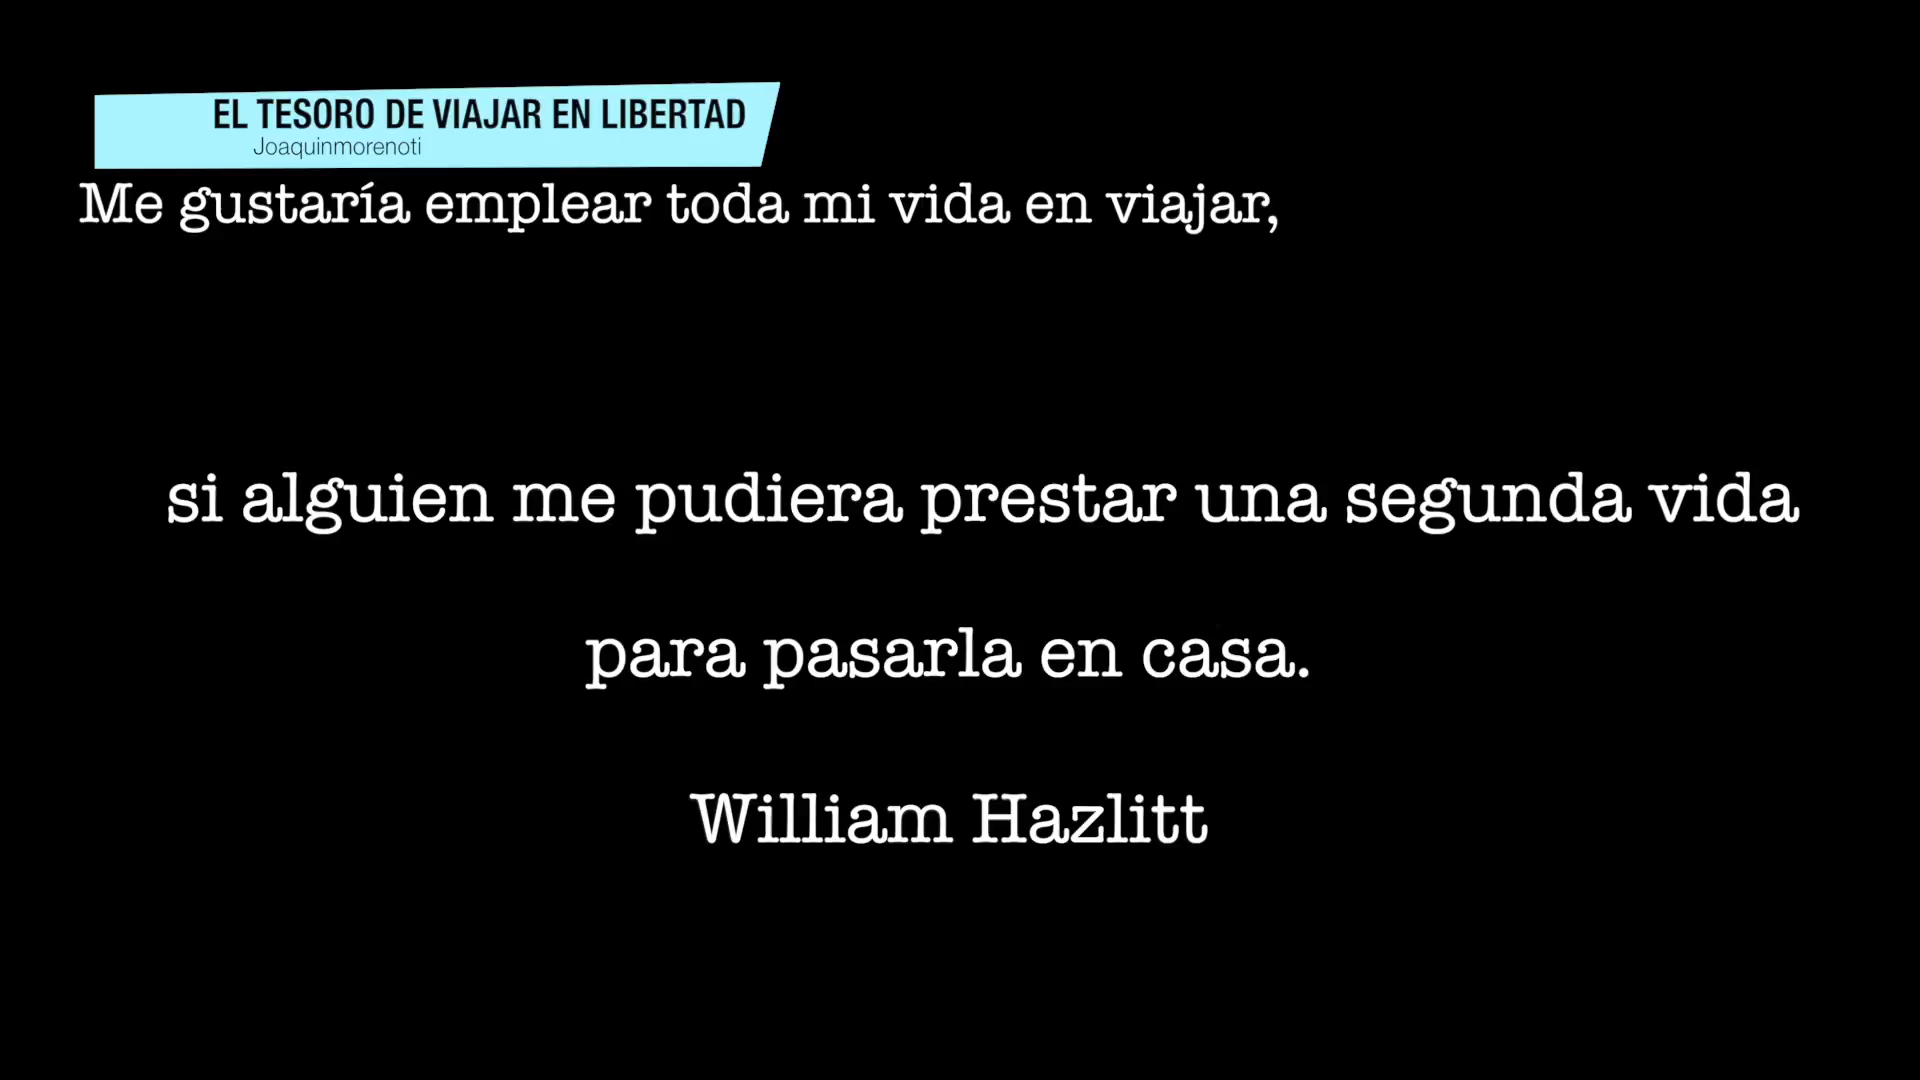 EL TESORO DE VIAJAR EN LIBERTAD
Joaquinmorenoti
Me gustaría emplear toda mi vida en viajar,
si alguien me pudiera prestar una segunda vida
para pasarla en casa.
William Hazlitt